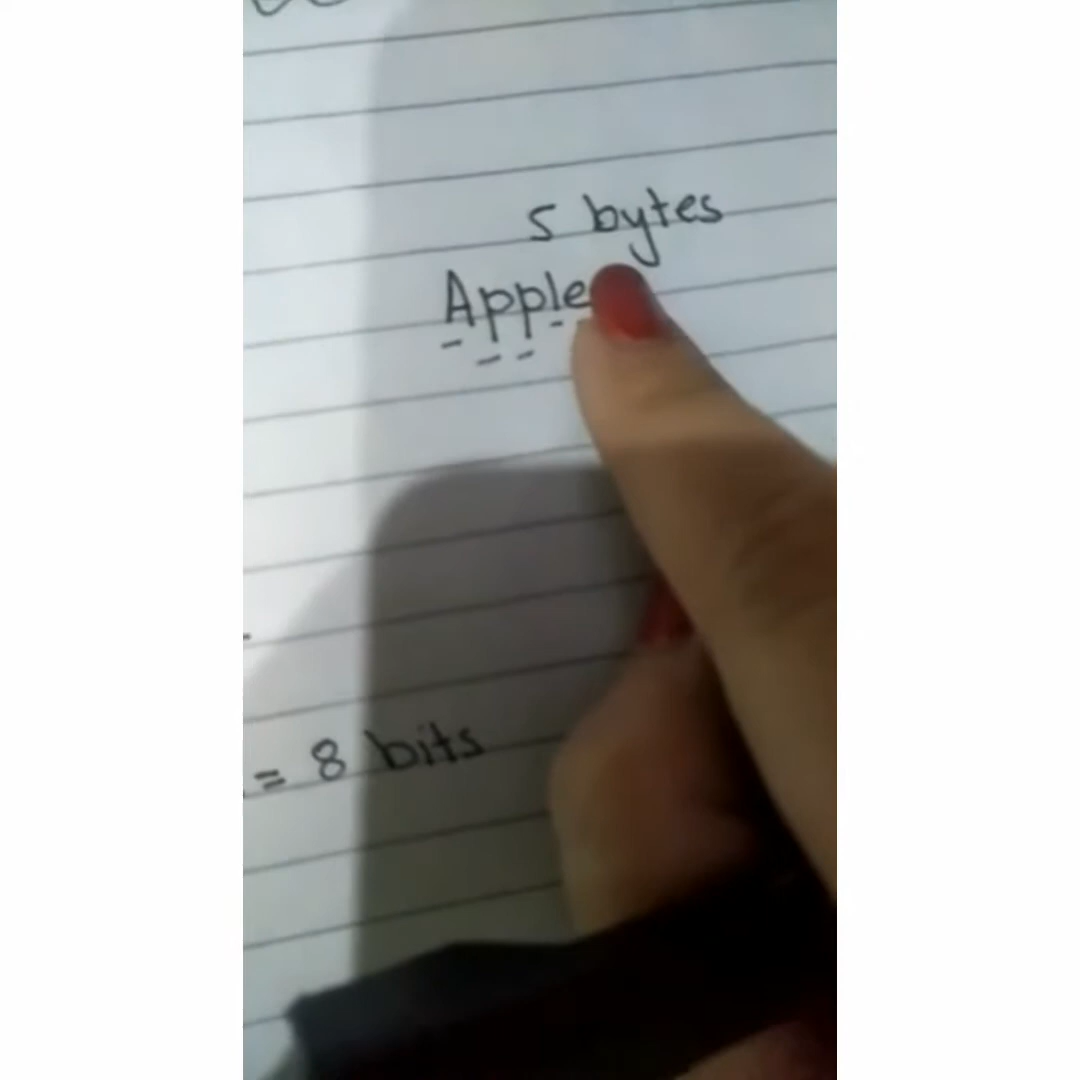 5 bytes
Apple
= 8 bits